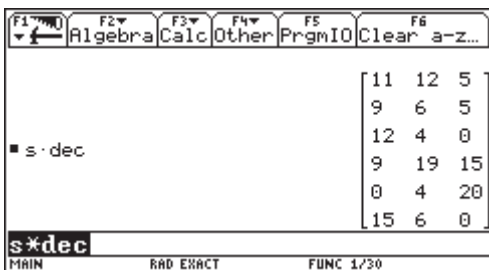 F1 F2 Algebra F3 Calc F4 Other F5 PrgmIO F6 Clear a-z…
11 12 5
9 6 5
12 4 0
▪ s·dec
9 19 15
0 4 20
15 6 0
s*dec
MAIN RAD EXACT FUNC 1/30